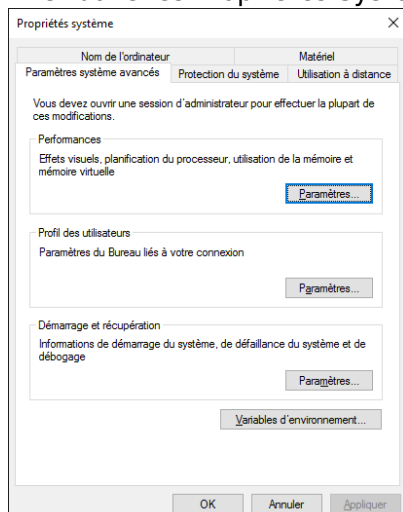 Propriétés système
Nom de l'ordinateur
Matériel
Paramètres système avancés
Protection du système
Utilisation à distance
Vous devez ouvrir une session d'administrateur pour effectuer la plupart de
ces modifications.
Performances
Effets visuels, planification du processeur, utilisation de la mémoire et
mémoire virtuelle
Paramètres...
Profil des utilisateurs
Paramètres du Bureau liés à votre connexion
Paramètres...
Démarrage et récupération
Informations de démarrage du système, de défaillance du système et de
débogage
Paramètres...
Variables d'environnement...
OK
Annuler
Appliquer